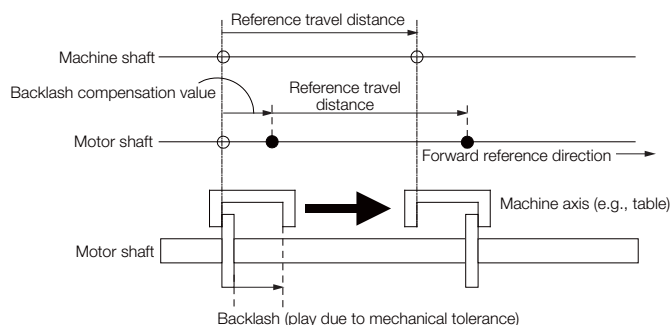 Reference travel distance
Machine shaft
Backlash compensation value
Reference travel
distance
Motor shaft
Forward reference direction
Machine axis (e.g., table)
Motor shaft
Backlash (play due to mechanical tolerance)